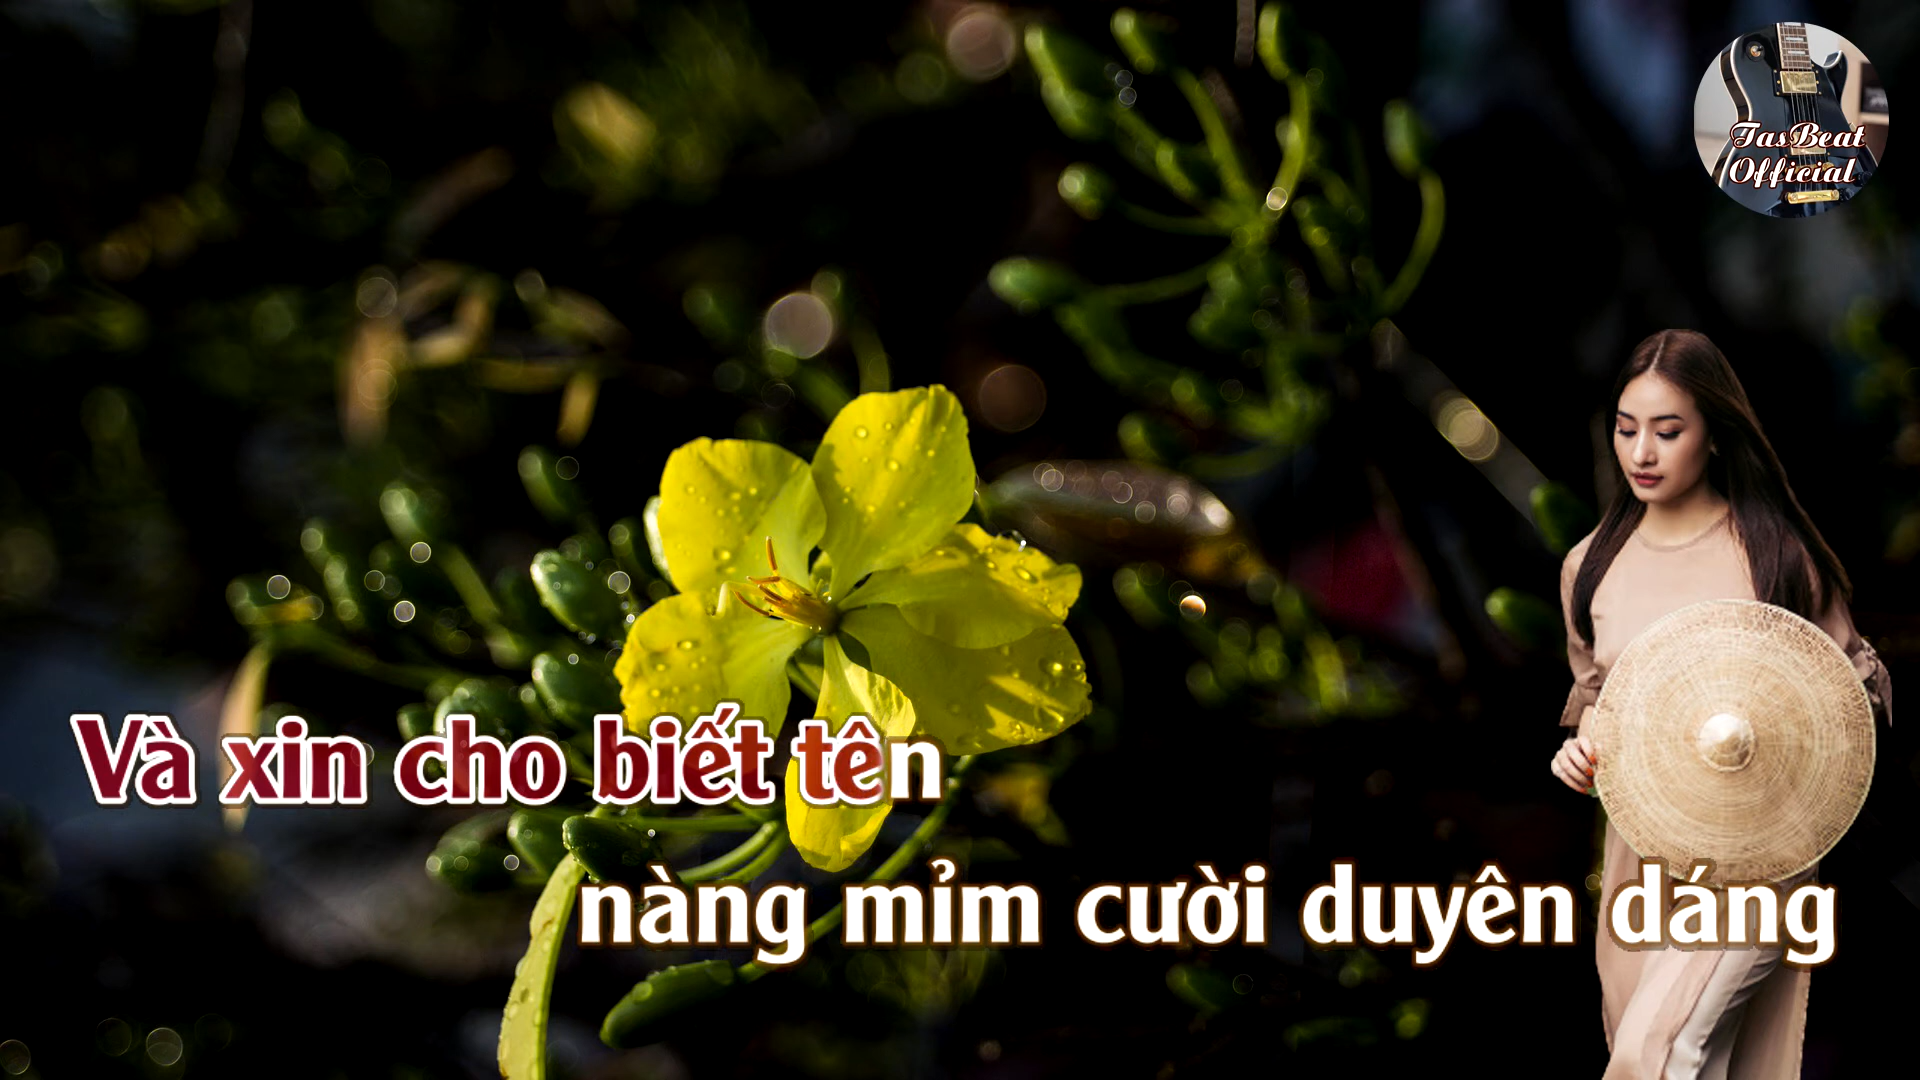 TasBeat
Official
Và xin cho biết tên
nàng mỉm cười duyên dáng